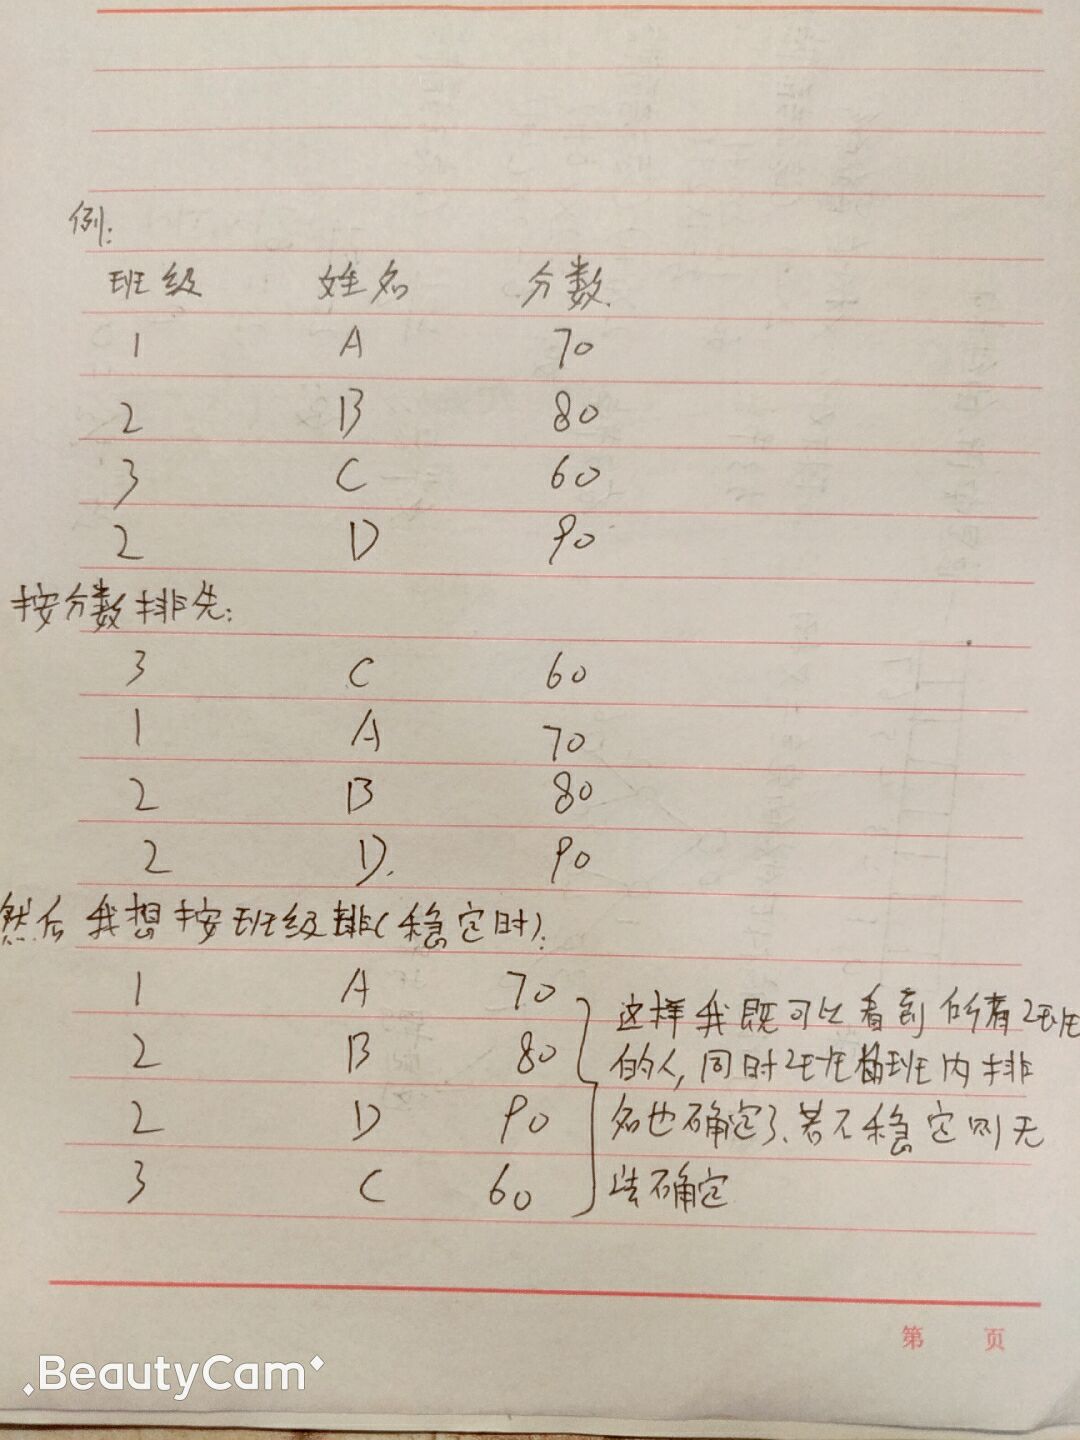 例:
班级 姓名 分数
1 A 70
2 B 80
3 C 60
2 D 90
按分数排先:
3 C 60
1 A 70
2 B 80
2 D. 90
然后我想按班级排(稳定时):
1 A 70
2 B 80
2 D 90
3 C 60
这样我既可以看到所有2班
的人,同时2班班内排
名也确定了.若不稳定则无
法确定
第 页
BeautyCam